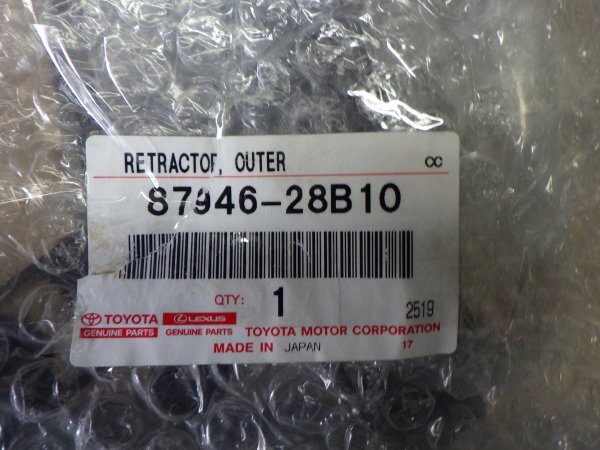 RETRACTOR, OUTER CC
87946-28B10
QTY: 1 2519
TOYOTA LEXUS
GENUINE PARTS GENUINE PARTS TOYOTA MOTOR CORPORATION
MADE IN JAPAN 17